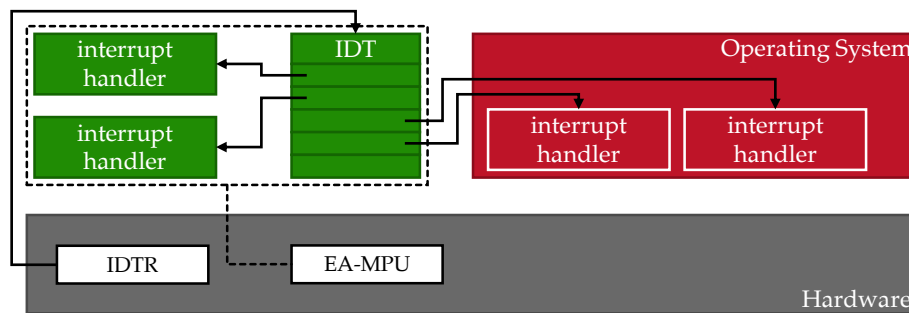 interrupt
handler
IDT
Operating System
interrupt
handler
interrupt
handler
interrupt
handler
IDTR
EA-MPU
Hardware